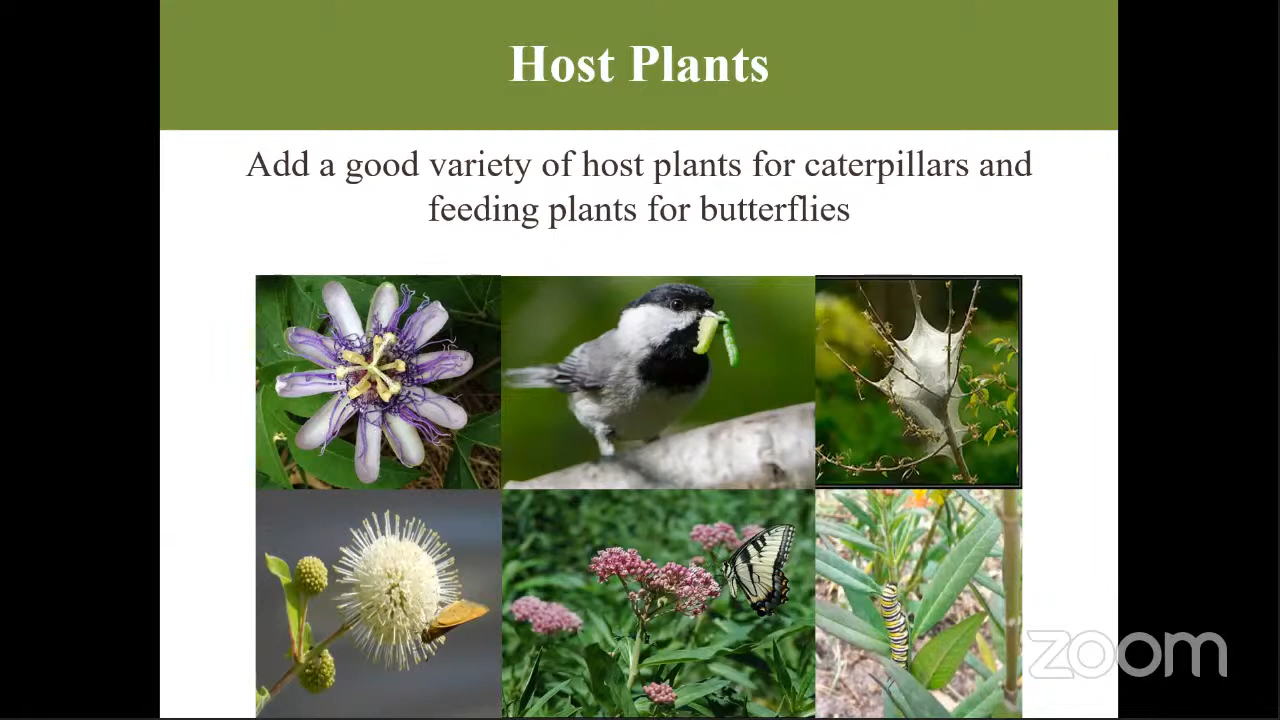 Host Plants
Add a good variety of host plants for caterpillars and
feeding plants for butterflies
zoom